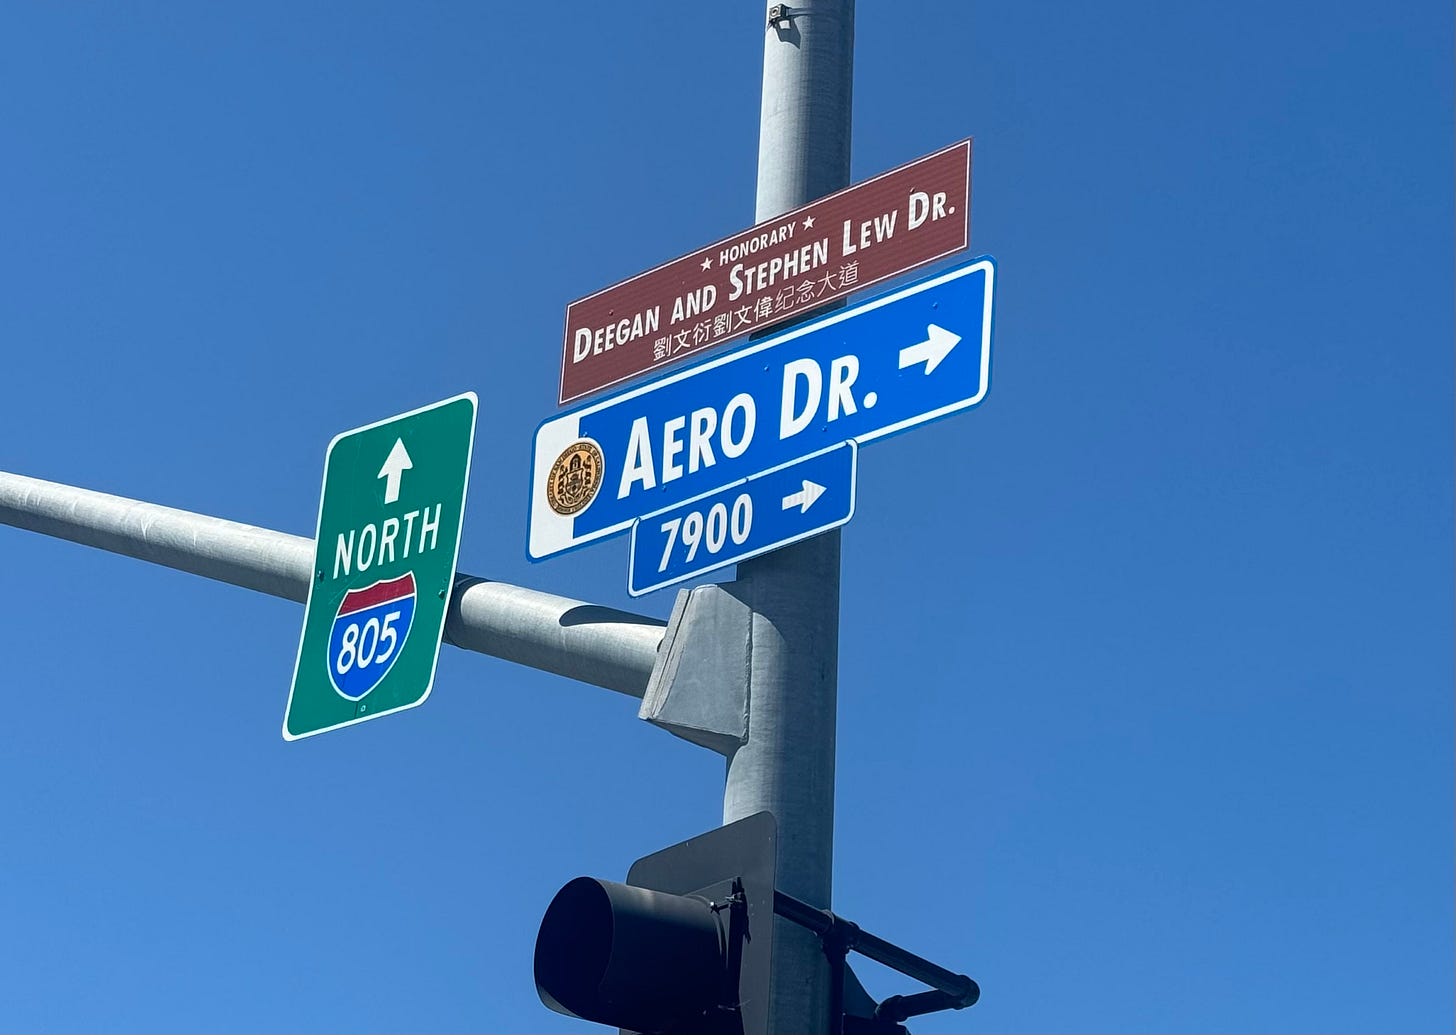 ★ HONORARY ★
DEEGAN AND STEPHEN LEW DR.
劉文衍劉文偉纪念大道
AERO DR. →
7900 →
↑
NORTH
805